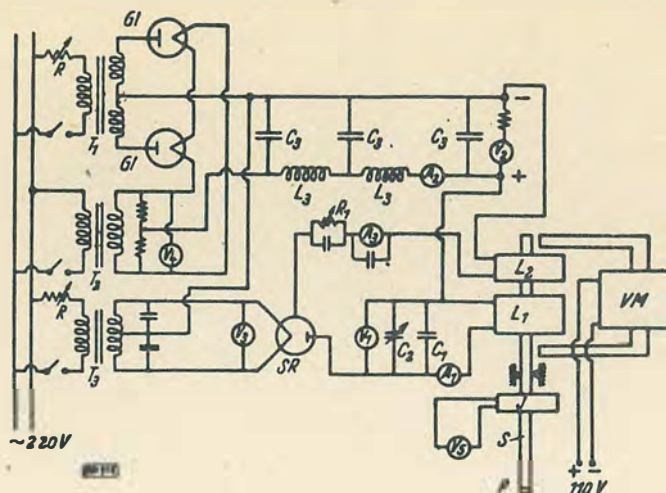 Gl
R
T₁
C₃
C₃
C₃
−
V₂
+
Gl
L₃
L₃
A₂
R₁
A₃
V₄
T₂
R
L₂
L₁
VM
V₃
SR
V₁
C₂
C₁
A₁
T₃
V₅
S
~220V
P
+ −
110V